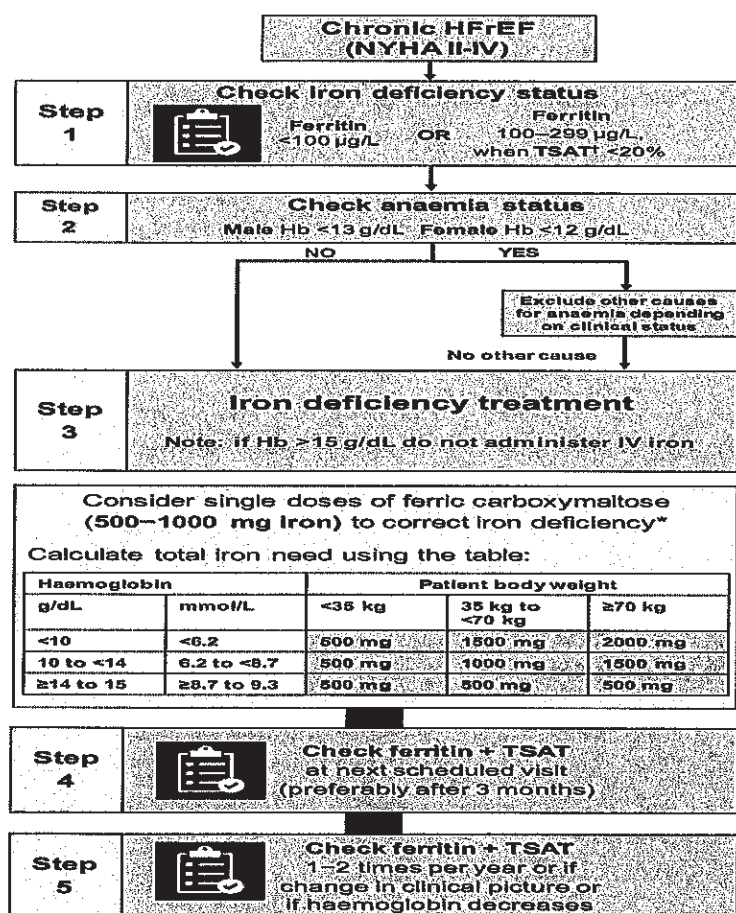 Chronic HFrEF
(NYHA II-IV)
Step
1
Check iron deficiency status
Ferritin
<100 µg/L
OR
Ferritin
100–299 µg/L,
when TSAT† <20%
Step
2
Check anaemia status
Male Hb <13 g/dL Female Hb <12 g/dL
NO
YES
Exclude other causes
for anaemia depending
on clinical status
No other cause
Step
3
Iron deficiency treatment
Note: if Hb >15 g/dL do not administer IV iron
Consider single doses of ferric carboxymaltose
(500–1000 mg iron) to correct iron deficiency*
Calculate total iron need using the table:
Haemoglobin Patient body weight
g/dL mmol/L <35 kg 35 kg to <70 kg ≥70 kg
<10 <6.2 500 mg 1500 mg 2000 mg
10 to <14 6.2 to <8.7 500 mg 1000 mg 1500 mg
≥14 to 15 ≥8.7 to 9.3 500 mg 500 mg 500 mg
Step
4
Check ferritin + TSAT
at next scheduled visit
(preferably after 3 months)
Step
5
Check ferritin + TSAT
1–2 times per year or if
change in clinical picture or
if haemoglobin decreases